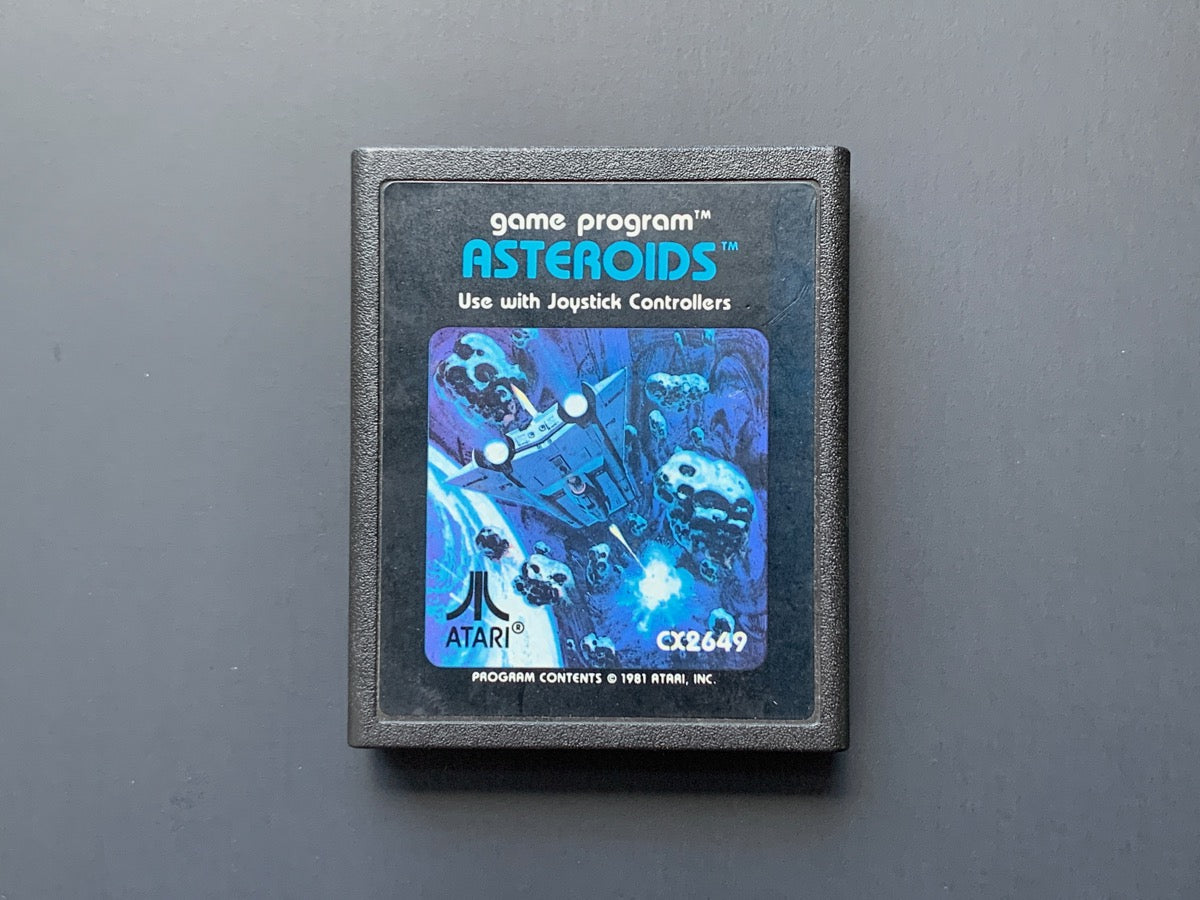 game program™
ASTEROIDS™
Use with Joystick Controllers
ATARI®
CX2649
PROGRAM CONTENTS © 1981 ATARI, INC.